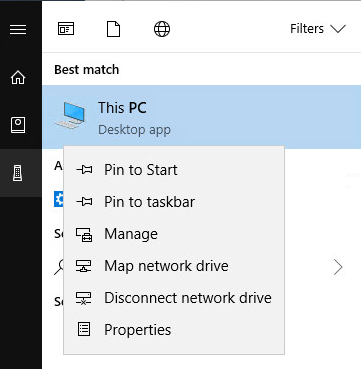 Filters
Best match
This PC
Desktop app
Pin to Start
Pin to taskbar
Manage
Map network drive
Disconnect network drive
Properties